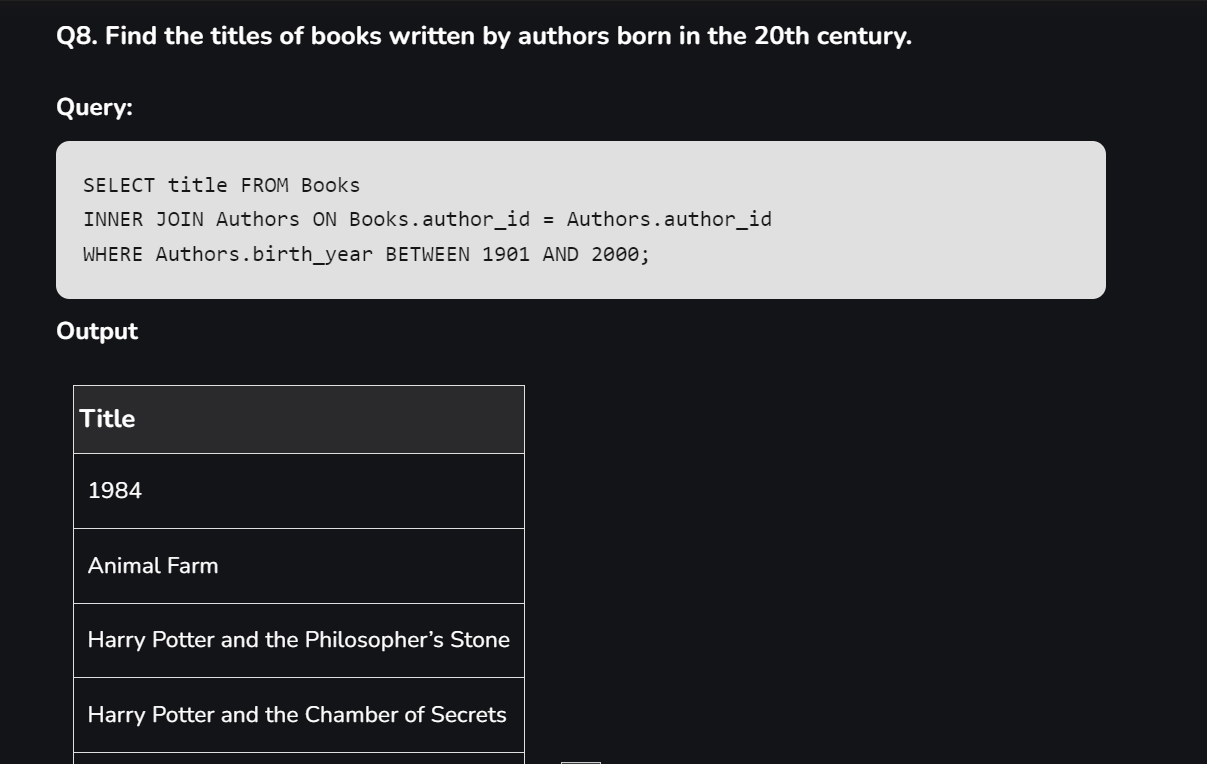 Q8. Find the titles of books written by authors born in the 20th century.
Query:
SELECT title FROM Books
INNER JOIN Authors ON Books.author_id = Authors.author_id
WHERE Authors.birth_year BETWEEN 1901 AND 2000;
Output
Title
1984
Animal Farm
Harry Potter and the Philosopher’s Stone
Harry Potter and the Chamber of Secrets